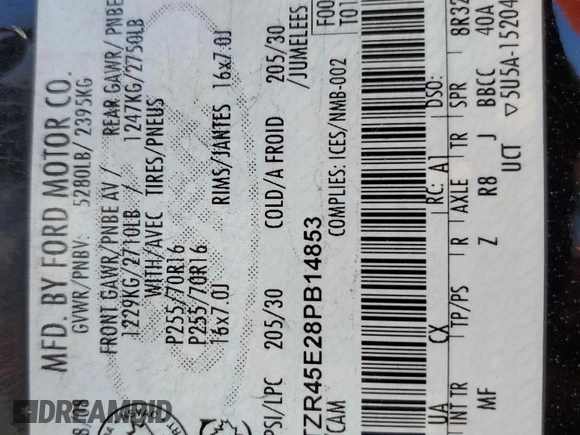 MFD. BY FORD MOTOR CO.
GVWR/PNBV: 5280LB/ 2395KG
FRONT GAWR/PNBE AV/ REAR GAWR/ PNBE
1229KG/2710LB / 1247KG/2750LB
WITH/AVEC TIRES/PNEUS
P255/70R16
P255/70R16
16x7.0J RIMS/JANTES 16x7.0J
PSI/LPC 205/30 COLD/A FROID 205/30
/JUMELEES
TZR45E28PB14853
CAM COMPLIES: ICES/NMB-002
UA CX RC: A1 DSO:
INT TR TP/PS R AXLE TR SPR
MF Z R8 J BBCC
UCT ▽5U5A-15204
40A
8R32
DREAMBID